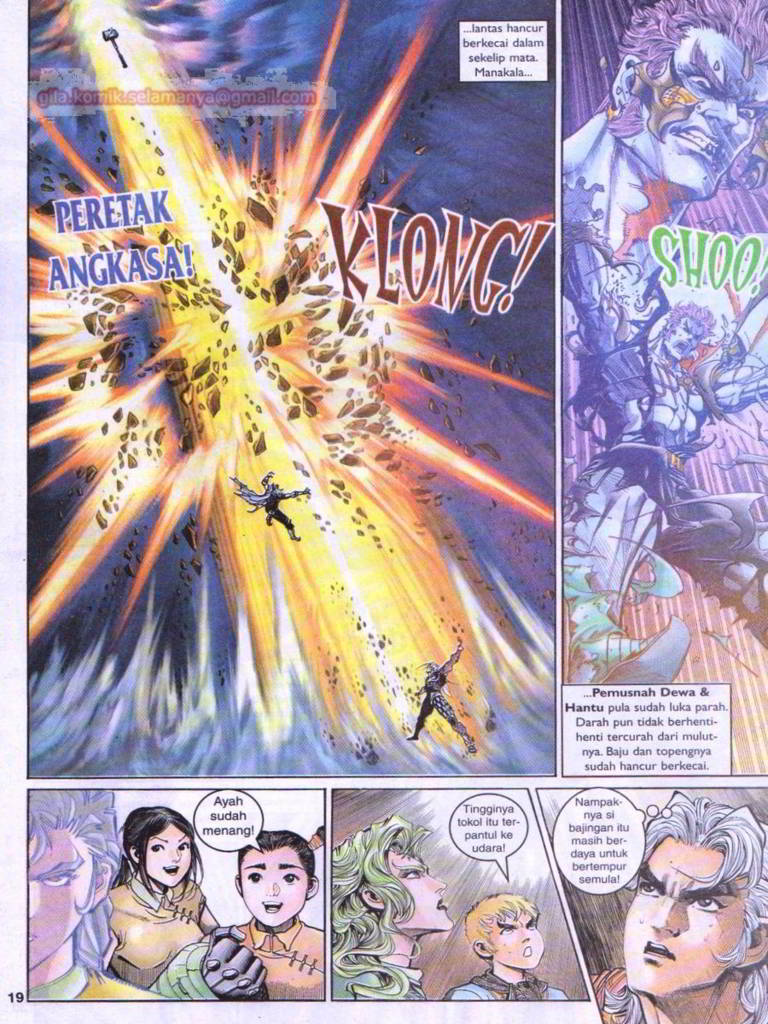 ...lantas hancur
berkecai dalam
sekelip mata.
Manakala...
gila.komik.selamanya@gmail.com
PERETAK
ANGKASA!
KLONG!
SHOO!
...Pemusnah Dewa &
Hantu pula sudah luka parah.
Darah pun tidak berhenti-
henti tercurah dari mulut-
nya. Baju dan topengnya
sudah hancur berkecai.
Ayah
sudah
menang!
Tingginya
tokol itu ter-
pantul ke
udara!
Nampak-
nya si
bajingan itu
masih ber-
daya untuk
bertempur
semula!
19